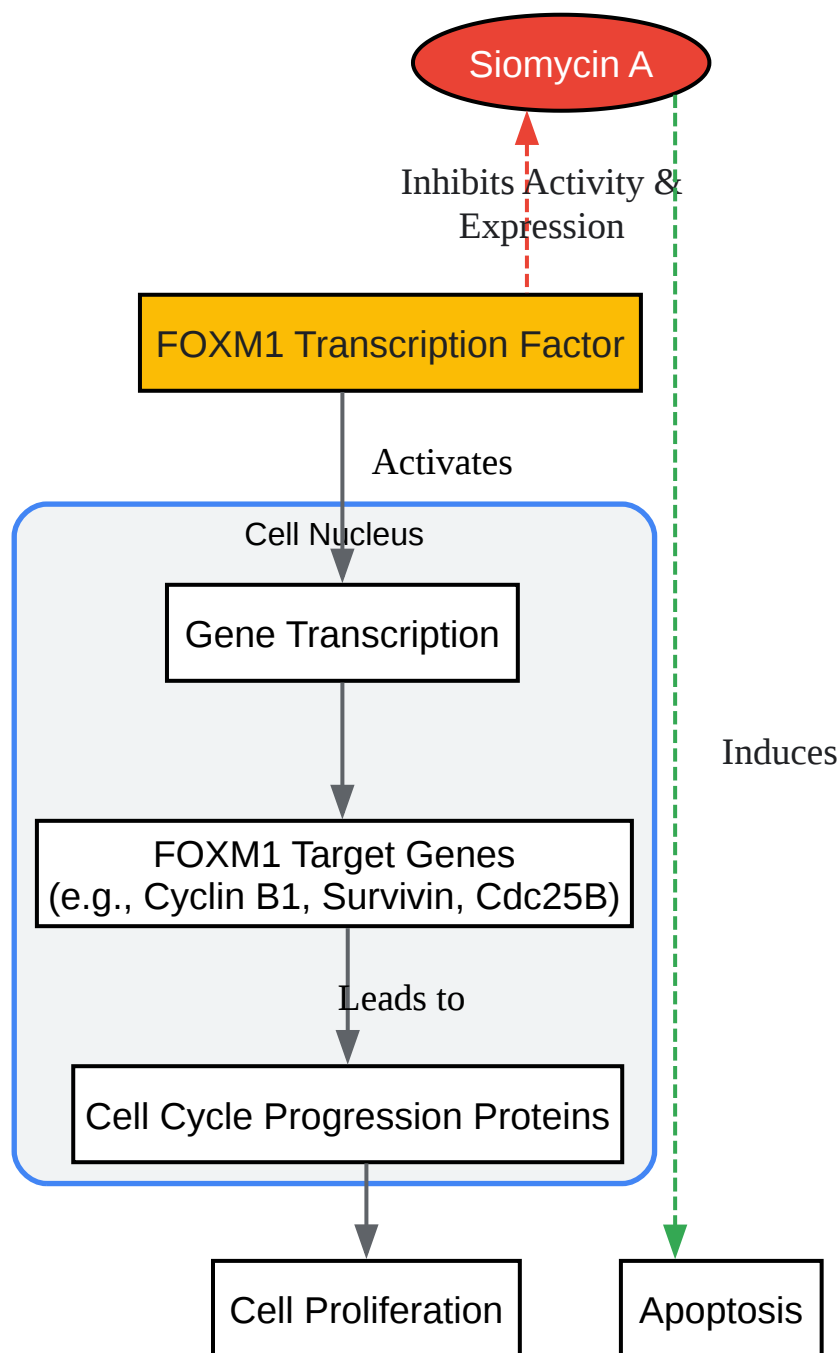 Siomycin A
Inhibits Activity &
Expression
FOXM1 Transcription Factor
Activates
Cell Nucleus
Gene Transcription
Induces
FOXM1 Target Genes
(e.g., Cyclin B1, Survivin, Cdc25B)
Leads to
Cell Cycle Progression Proteins
Cell Proliferation
Apoptosis